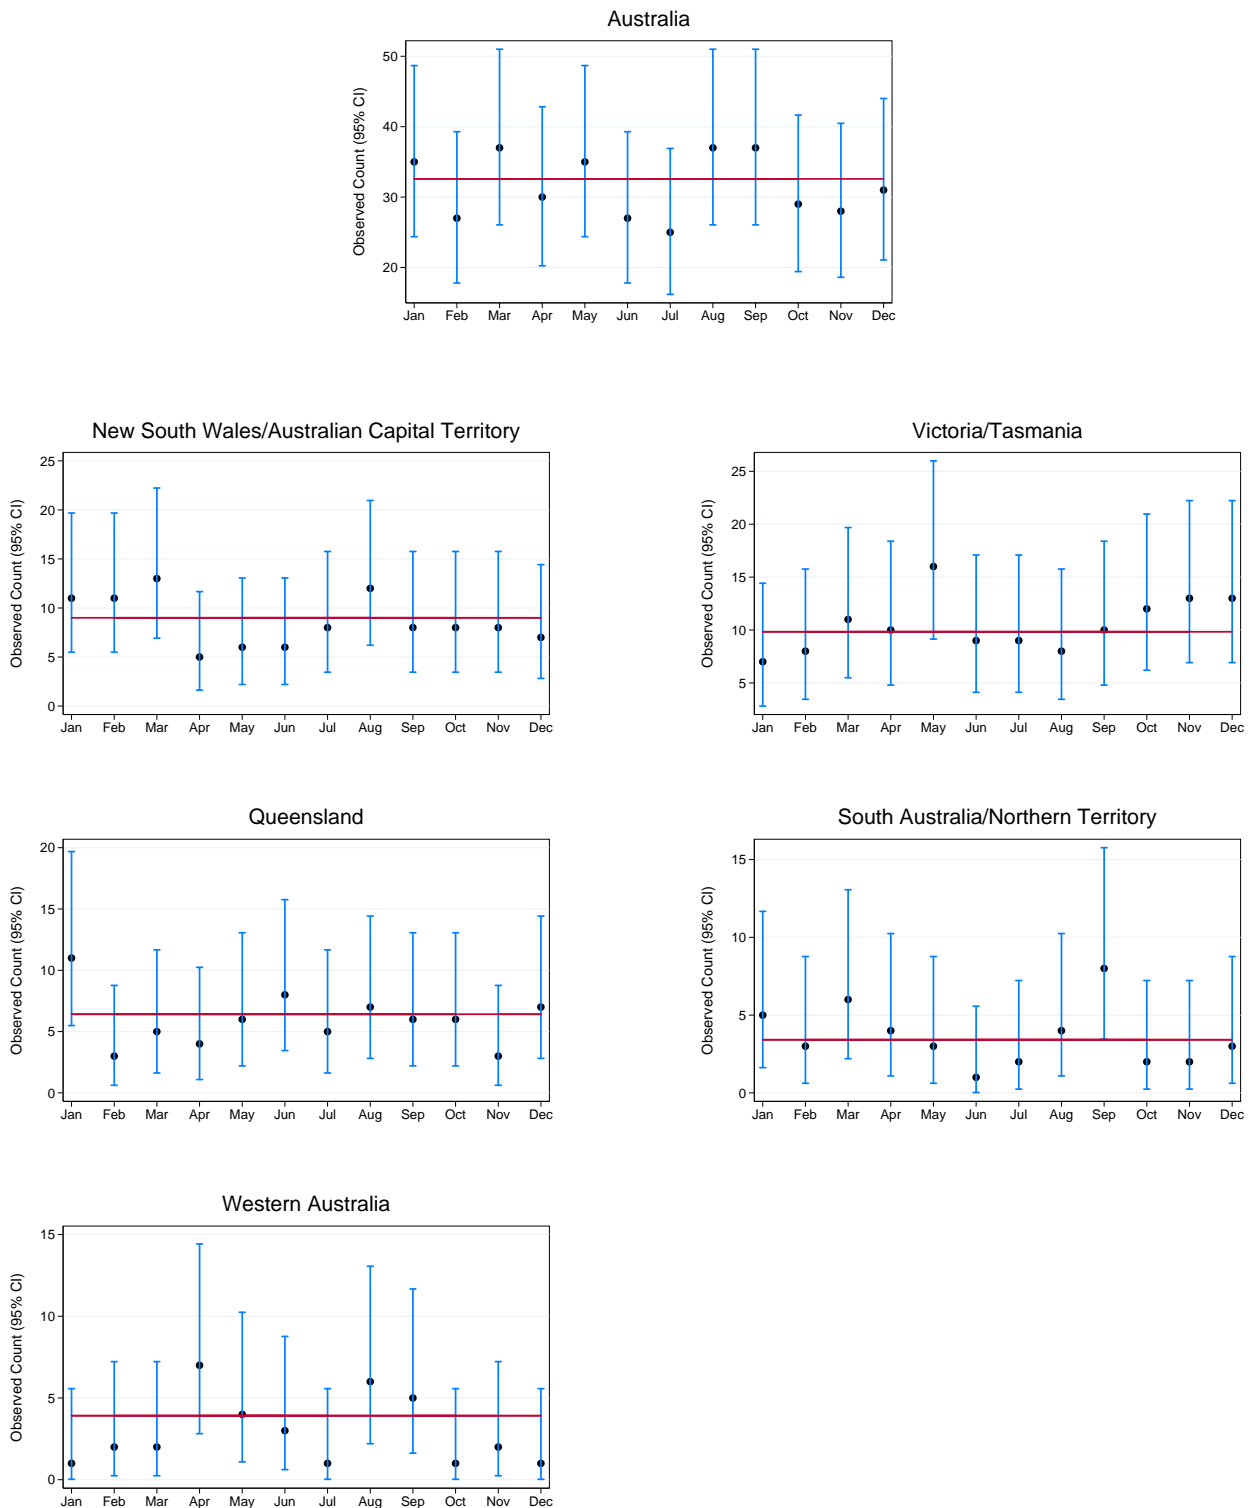 Australia
Observed Count (95% CI)
50
40
30
20
Jan Feb Mar Apr May Jun Jul Aug Sep Oct Nov Dec
New South Wales/Australian Capital Territory
Observed Count (95% CI)
25
20
15
10
5
0
Jan Feb Mar Apr May Jun Jul Aug Sep Oct Nov Dec
Victoria/Tasmania
Observed Count (95% CI)
25
20
15
10
5
Jan Feb Mar Apr May Jun Jul Aug Sep Oct Nov Dec
Queensland
Observed Count (95% CI)
20
15
10
5
0
Jan Feb Mar Apr May Jun Jul Aug Sep Oct Nov Dec
South Australia/Northern Territory
Observed Count (95% CI)
15
10
5
0
Jan Feb Mar Apr May Jun Jul Aug Sep Oct Nov Dec
Western Australia
Observed Count (95% CI)
15
10
5
0
Jan Feb Mar Apr May Jun Jul Aug Sep Oct Nov Dec